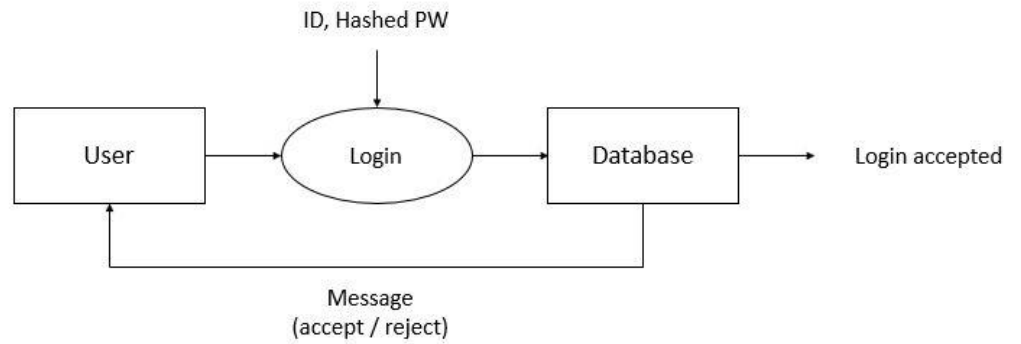 ID, Hashed PW
User
Login
Database
Login accepted
Message
(accept / reject)